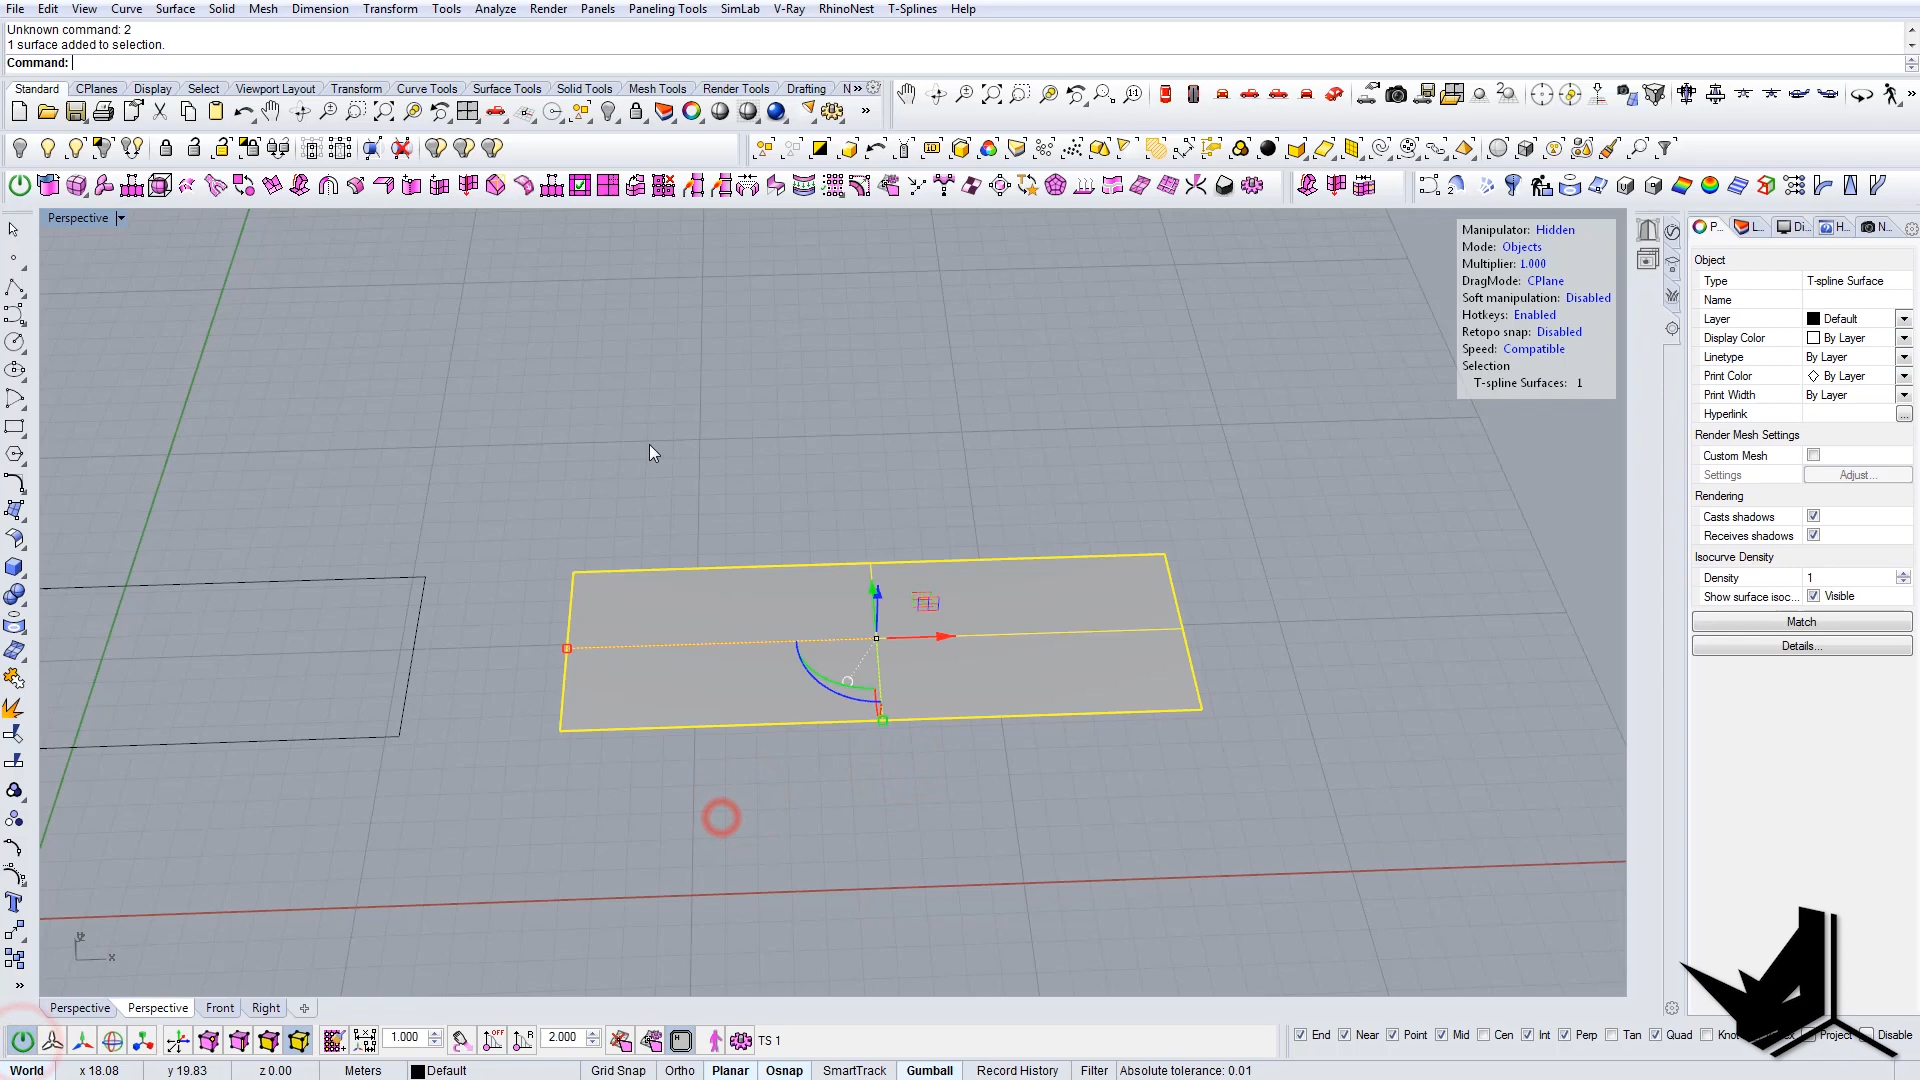 File Edit View Curve Surface Solid Mesh Dimension Transform Tools Analyze Render Panels Paneling Tools SimLab V-Ray RhinoNest T-Splines Help
Unknown command: 2
1 surface added to selection.
Command:
Standard CPlanes Display Select Viewport Layout Transform Curve Tools Surface Tools Solid Tools Mesh Tools Render Tools Drafting N
Perspective
Manipulator: Hidden
Mode: Objects
Multiplier: 1.000
DragMode: CPlane
Soft manipulation: Disabled
Hotkeys: Enabled
Retopo snap: Disabled
Speed: Compatible
Selection
T-spline Surfaces: 1
P... L... Di... H... N...
Object
Type T-spline Surface
Name
Layer Default
Display Color By Layer
Linetype By Layer
Print Color By Layer
Print Width By Layer
Hyperlink ...
Render Mesh Settings
Custom Mesh
Settings Adjust...
Rendering
Casts shadows
Receives shadows
Isocurve Density
Density 1
Show surface isoc... Visible
Match
Details...
x
Perspective Perspective Front Right
1.000 2.000 TS 1 End Near Point Mid Cen Int Perp Tan Quad Kno Project Disable
World x 18.08 y 19.83 z 0.00 Meters Default Grid Snap Ortho Planar Osnap SmartTrack Gumball Record History Filter Absolute tolerance: 0.01